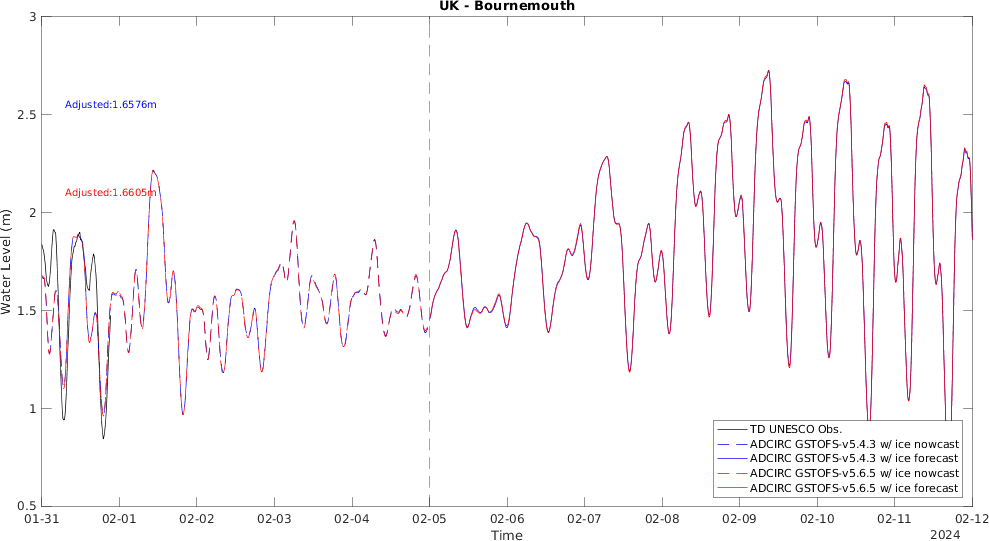 UK - Bournemouth
3
2.5
2
1.5
1
0.5
Water Level (m)
Adjusted:1.6576m
Adjusted:1.6605m
TD UNESCO Obs.
ADCIRC GSTOFS-v5.4.3 w/ ice nowcast
ADCIRC GSTOFS-v5.4.3 w/ ice forecast
ADCIRC GSTOFS-v5.6.5 w/ ice nowcast
ADCIRC GSTOFS-v5.6.5 w/ ice forecast
01-31 02-01 02-02 02-03 02-04 02-05 02-06 02-07 02-08 02-09 02-10 02-11 02-12
Time
2024